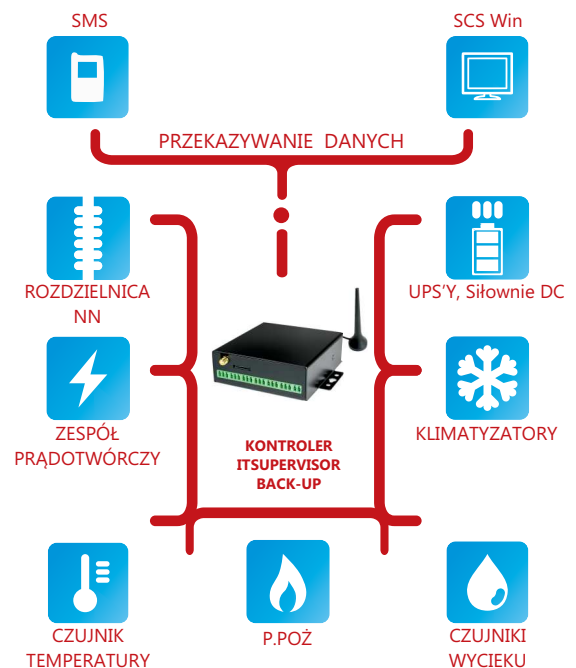 SMS
SCS Win
PRZEKAZYWANIE DANYCH
ROZDZIELNICA
NN
UPS'Y, Siłownie DC
ZESPÓŁ
PRĄDOTWÓRCZY
KLIMATYZATORY
KONTROLER
ITSUPERVISOR
BACK-UP
CZUJNIK
TEMPERATURY
P.POŻ
CZUJNIKI
WYCIEKU